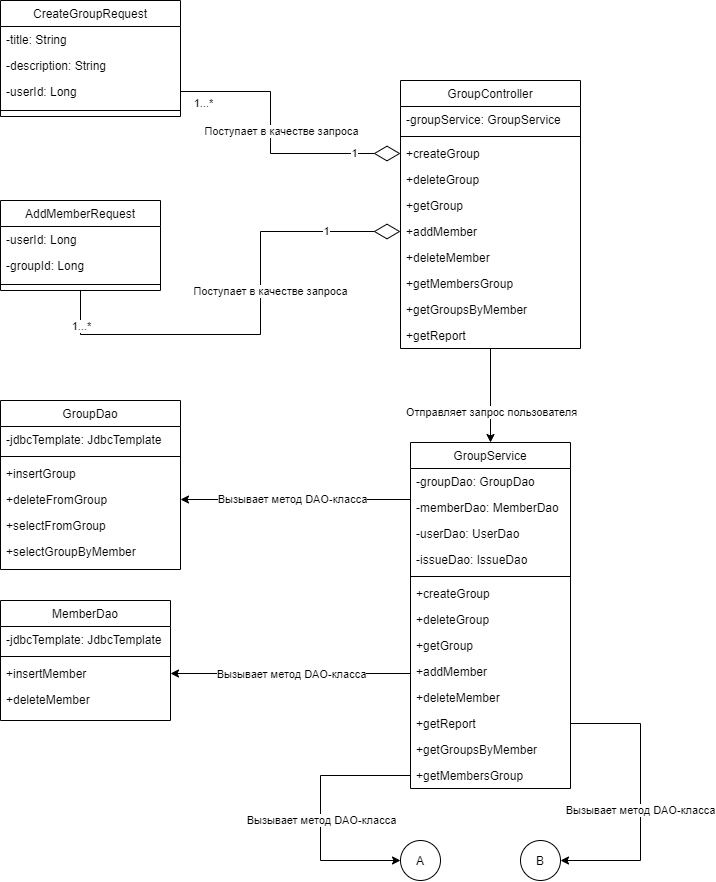 CreateGroupRequest
-title: String
-description: String
-userId: Long
1...*
Поступает в качестве запроса
1
GroupController
-groupService: GroupService
+createGroup
+deleteGroup
+getGroup
+addMember
+deleteMember
+getMembersGroup
+getGroupsByMember
+getReport
AddMemberRequest
-userId: Long
-groupId: Long
1
Поступает в качестве запроса
1...*
Отправляет запрос пользователя
GroupDao
-jdbcTemplate: JdbcTemplate
+insertGroup
+deleteFromGroup
+selectFromGroup
+selectGroupByMember
Вызывает метод DAO-класса
GroupService
-groupDao: GroupDao
-memberDao: MemberDao
-userDao: UserDao
-issueDao: IssueDao
+createGroup
+deleteGroup
+getGroup
+addMember
+deleteMember
+getReport
+getGroupsByMember
+getMembersGroup
MemberDao
-jdbcTemplate: JdbcTemplate
+insertMember
+deleteMember
Вызывает метод DAO-класса
Вызывает метод DAO-класса
Вызывает метод DAO-класса
A
B